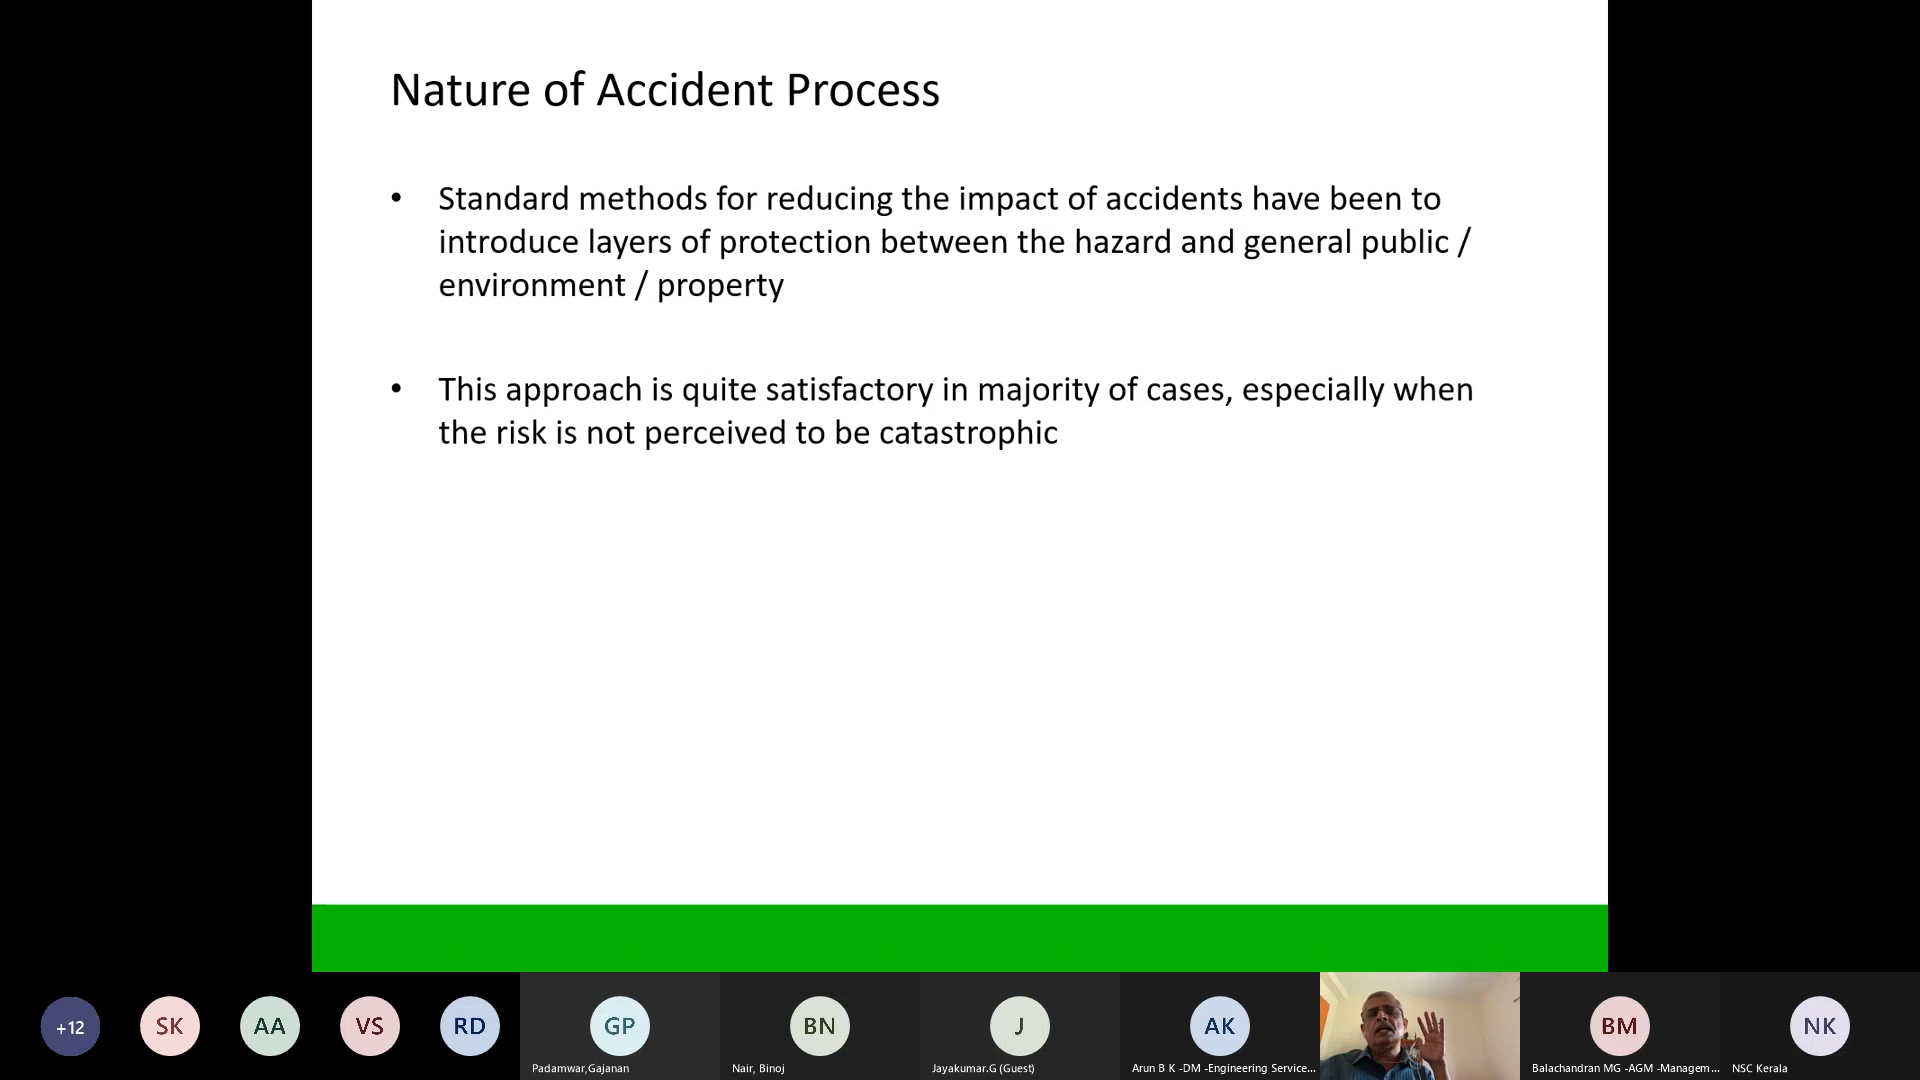 Nature of Accident Process
• Standard methods for reducing the impact of accidents have been to
introduce layers of protection between the hazard and general public /
environment / property
• This approach is quite satisfactory in majority of cases, especially when
the risk is not perceived to be catastrophic
+12
SK
AA
VS
RD
GP
BN
J
AK
BM
NK
Padamwar,Gajanan
Nair, Binoj
Jayakumar.G (Guest)
Arun B K -DM -Engineering Service...
Balachandran MG -AGM -Managem...
NSC Kerala